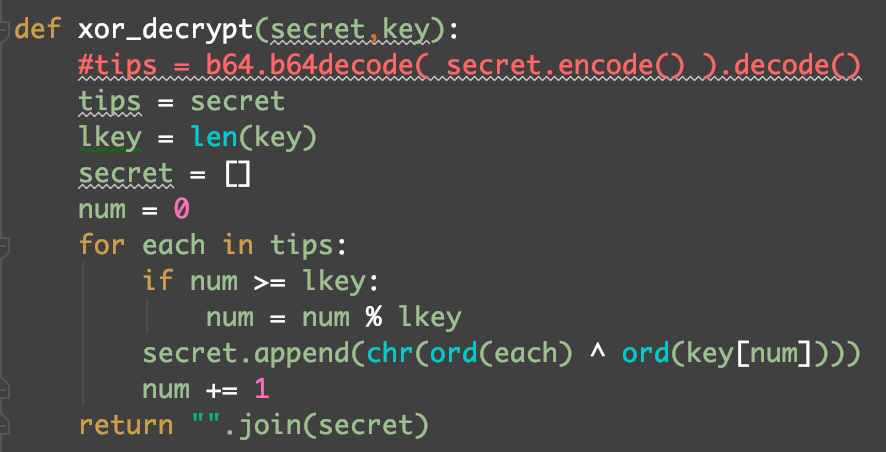 def xor_decrypt(secret,key):
    #tips = b64.b64decode( secret.encode() ).decode()
    tips = secret
    lkey = len(key)
    secret = []
    num = 0
    for each in tips:
        if num >= lkey:
            num = num % lkey
        secret.append(chr(ord(each) ^ ord(key[num])))
        num += 1
    return "".join(secret)